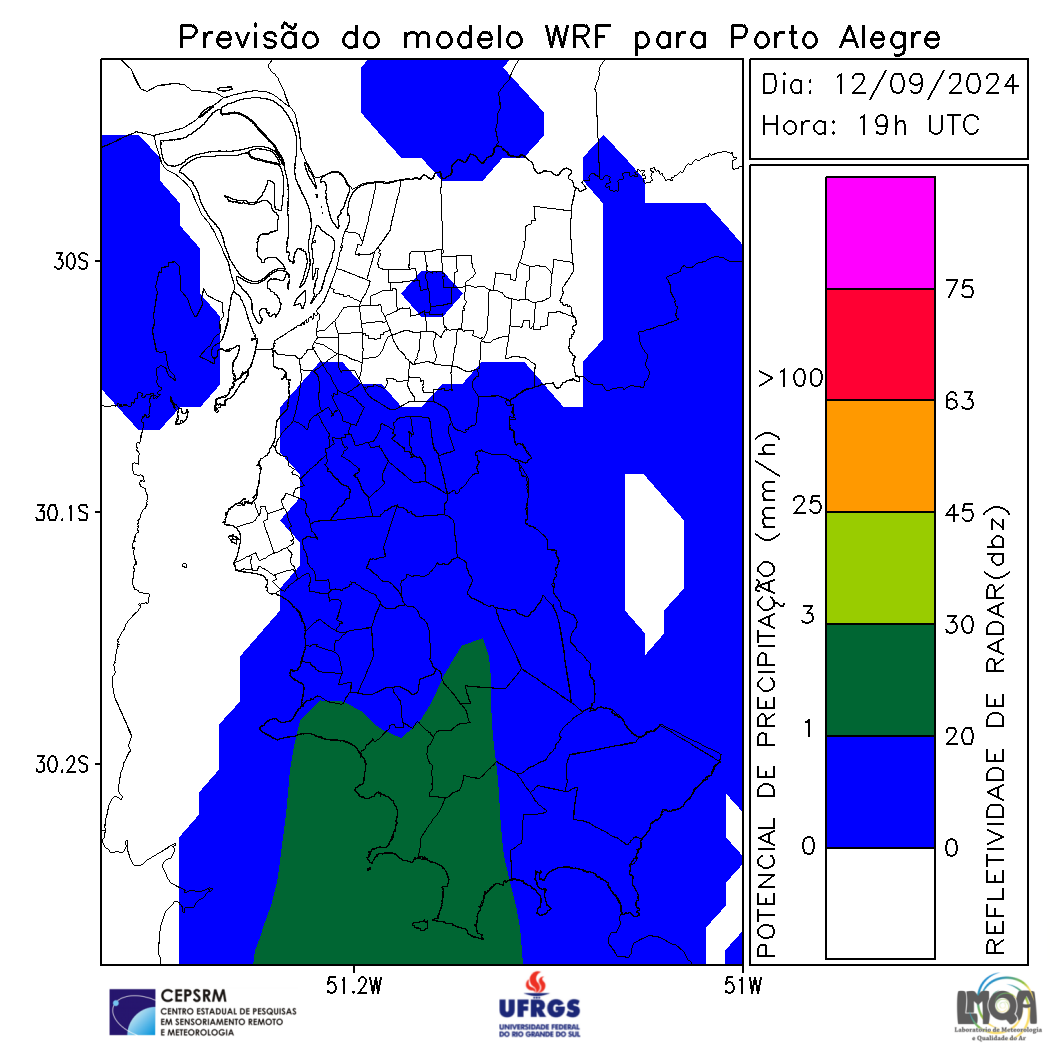 Previsão do modelo WRF para Porto Alegre
Dia: 12/09/2024
Hora: 19h UTC
30S
30.1S
30.2S
51.2W
51W
POTENCIAL DE PRECIPITAÇÃO (mm/h)
>100
25
3
1
0
75
63
45
30
20
0
REFLETIVIDADE DE RADAR(dbz)
CEPSRM
CENTRO ESTADUAL DE PESQUISAS
EM SENSORIAMENTO REMOTO
E METEOROLOGIA
UFRGS
UNIVERSIDADE FEDERAL
DO RIO GRANDE DO SUL
LMQA
Laboratório de Meteorologia
e Qualidade do Ar